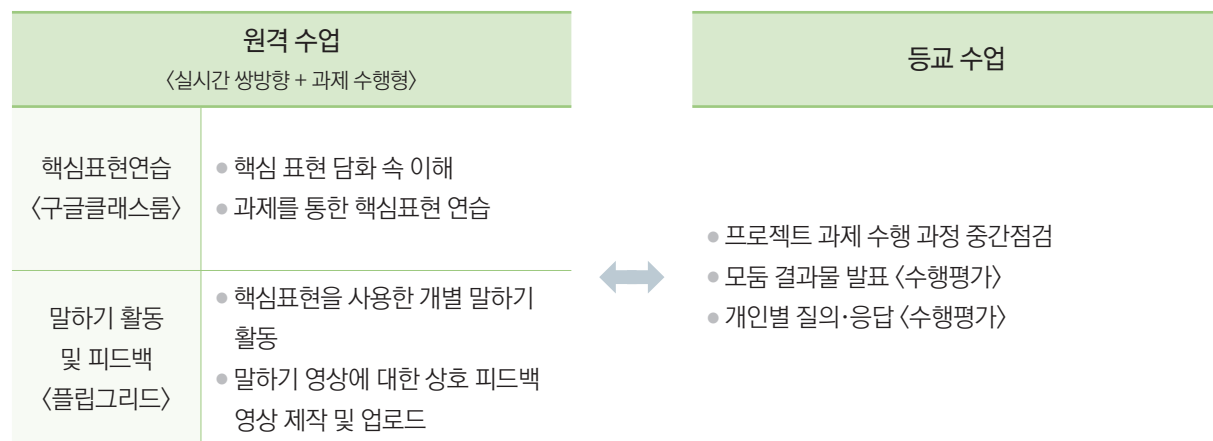 원격 수업
〈실시간 쌍방향 + 과제 수행형〉
핵심표현연습
〈구글클래스룸〉
● 핵심 표현 담화 속 이해
● 과제를 통한 핵심표현 연습
말하기 활동
및 피드백
〈플립그리드〉
● 핵심표현을 사용한 개별 말하기
활동
● 말하기 영상에 대한 상호 피드백
영상 제작 및 업로드
등교 수업
● 프로젝트 과제 수행 과정 중간점검
● 모둠 결과물 발표 〈수행평가〉
● 개인별 질의·응답 〈수행평가〉